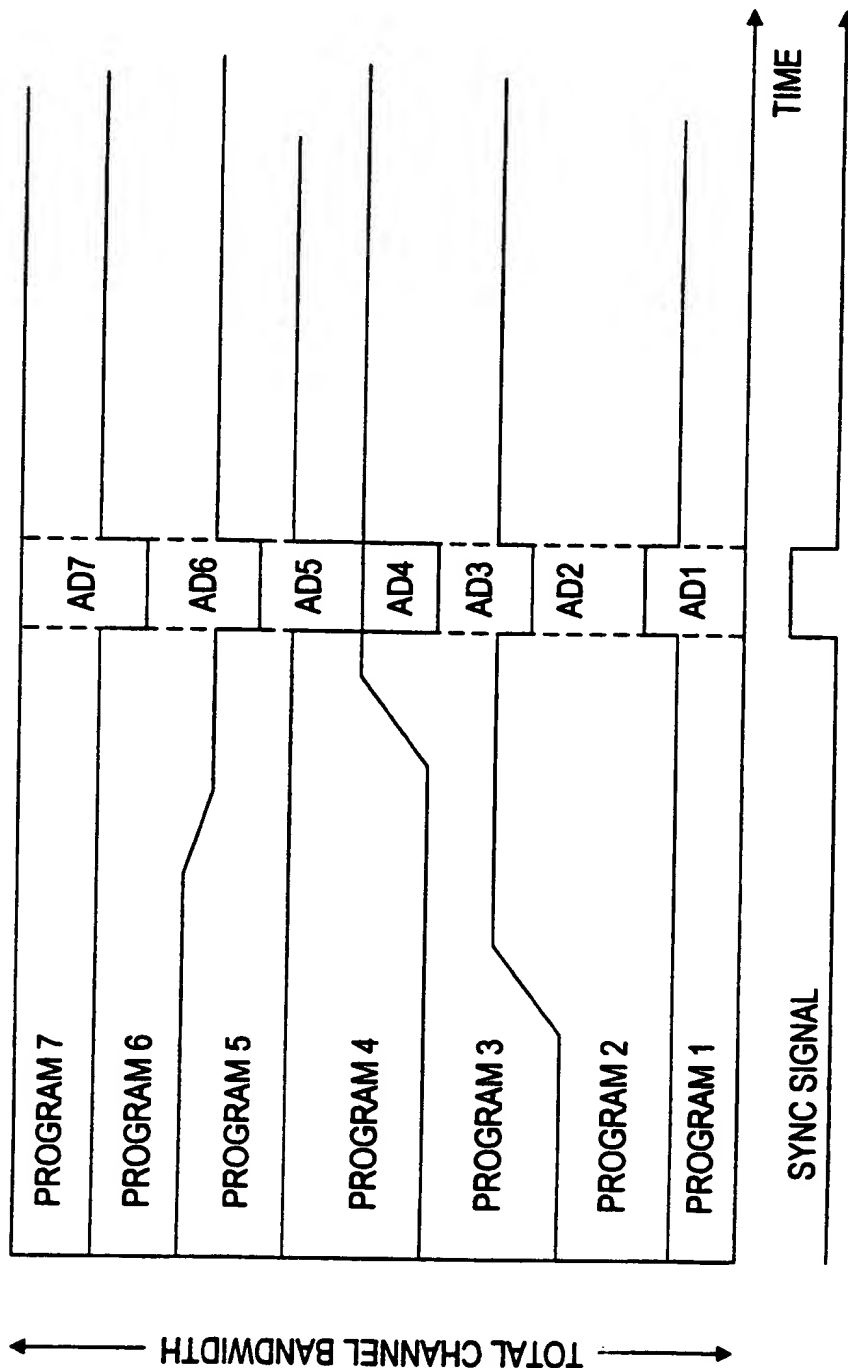 TOTAL CHANNEL BANDWIDTH
PROGRAM 7
PROGRAM 6
PROGRAM 5
PROGRAM 4
PROGRAM 3
PROGRAM 2
PROGRAM 1
AD7
AD6
AD5
AD4
AD3
AD2
AD1
TIME
SYNC SIGNAL